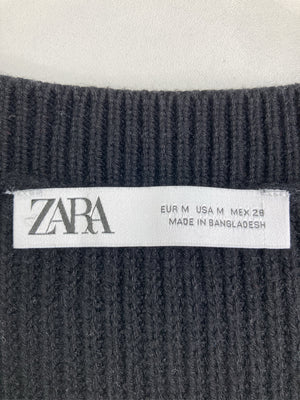 ZARA
EUR M USA M MEX 28
MADE IN BANGLADESH